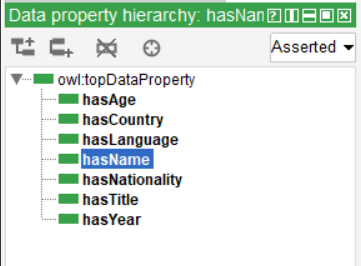 Data property hierarchy: hasNam
Asserted
owl:topDataProperty
hasAge
hasCountry
hasLanguage
hasName
hasNationality
hasTitle
hasYear